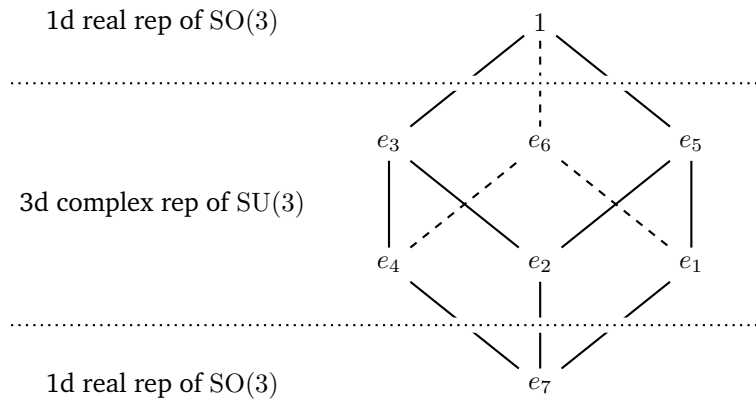 1d real rep of SO(3)
1
e₃ e₆ e₅
3d complex rep of SU(3)
e₄ e₂ e₁
1d real rep of SO(3)
e₇